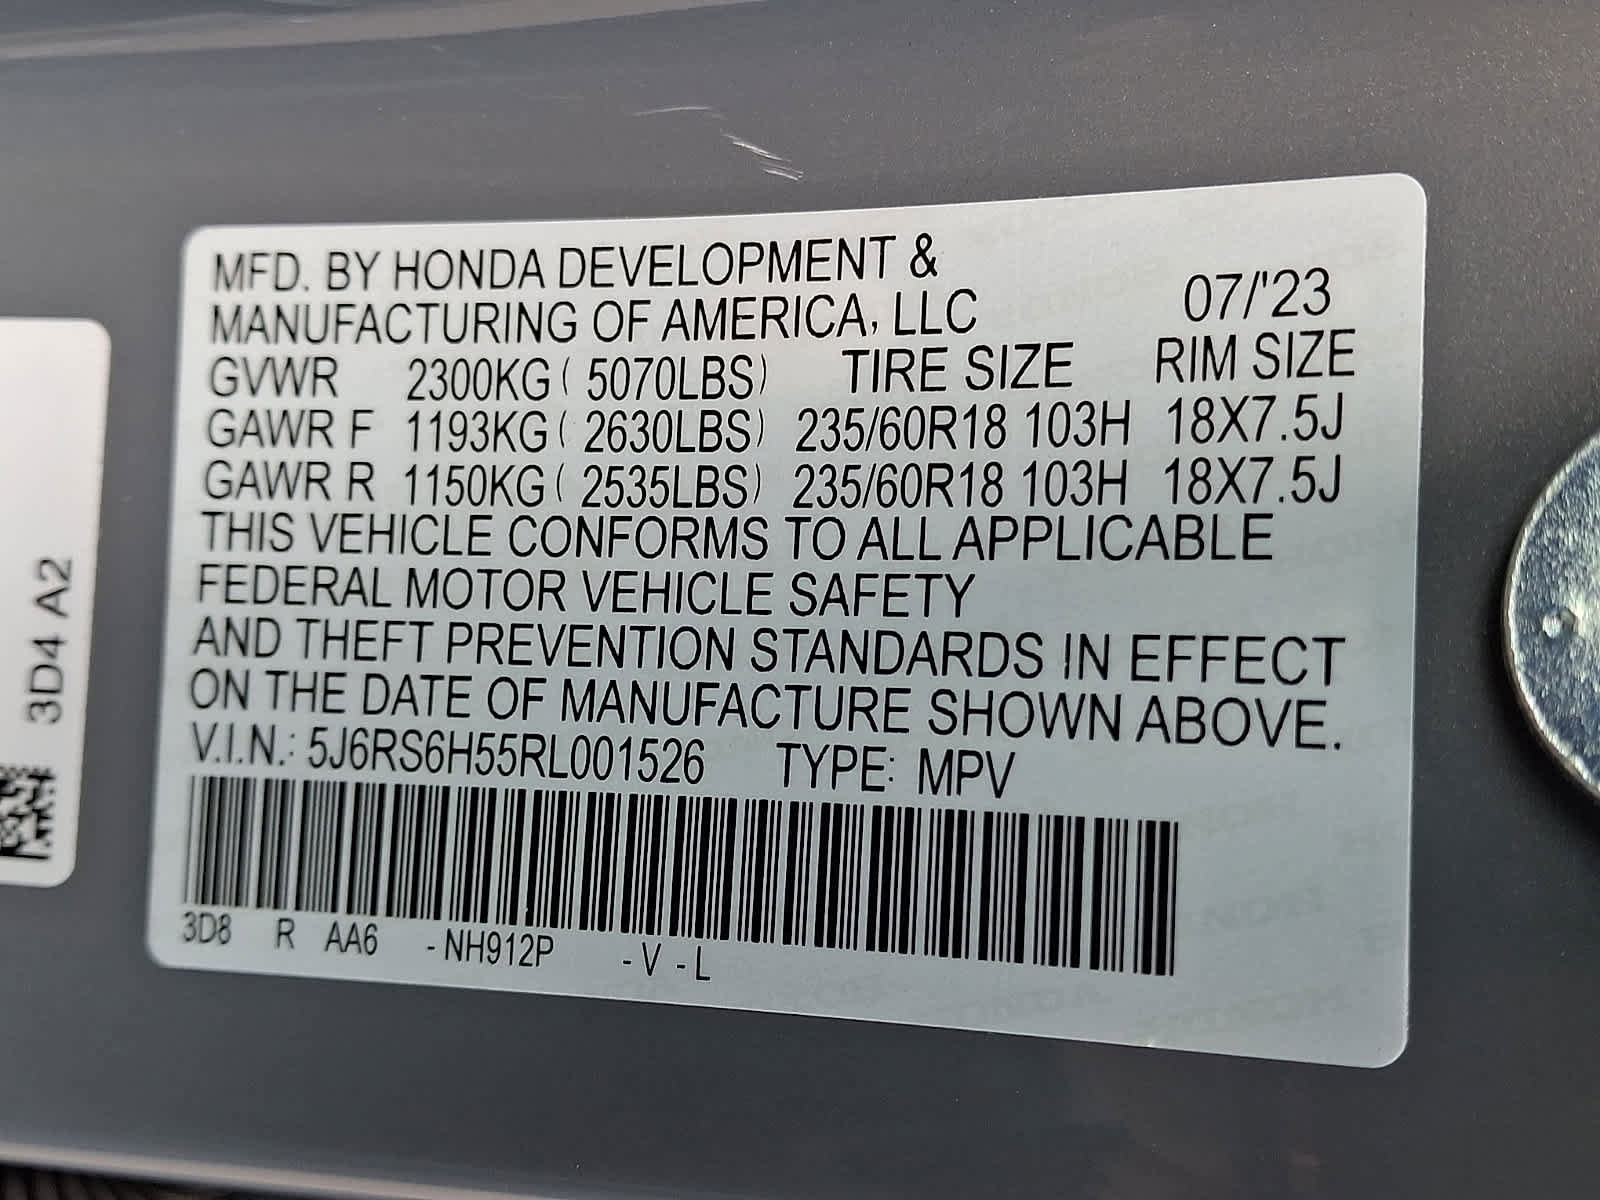 MFD. BY HONDA DEVELOPMENT &
MANUFACTURING OF AMERICA, LLC 07/'23
GVWR 2300KG ( 5070LBS) TIRE SIZE RIM SIZE
GAWR F 1193KG ( 2630LBS) 235/60R18 103H 18X7.5J
GAWR R 1150KG ( 2535LBS) 235/60R18 103H 18X7.5J
THIS VEHICLE CONFORMS TO ALL APPLICABLE
FEDERAL MOTOR VEHICLE SAFETY
AND THEFT PREVENTION STANDARDS IN EFFECT
ON THE DATE OF MANUFACTURE SHOWN ABOVE.
V.I.N.: 5J6RS6H55RL001526 TYPE: MPV
3D8 R AA6 -NH912P -V -L
3D4 A2